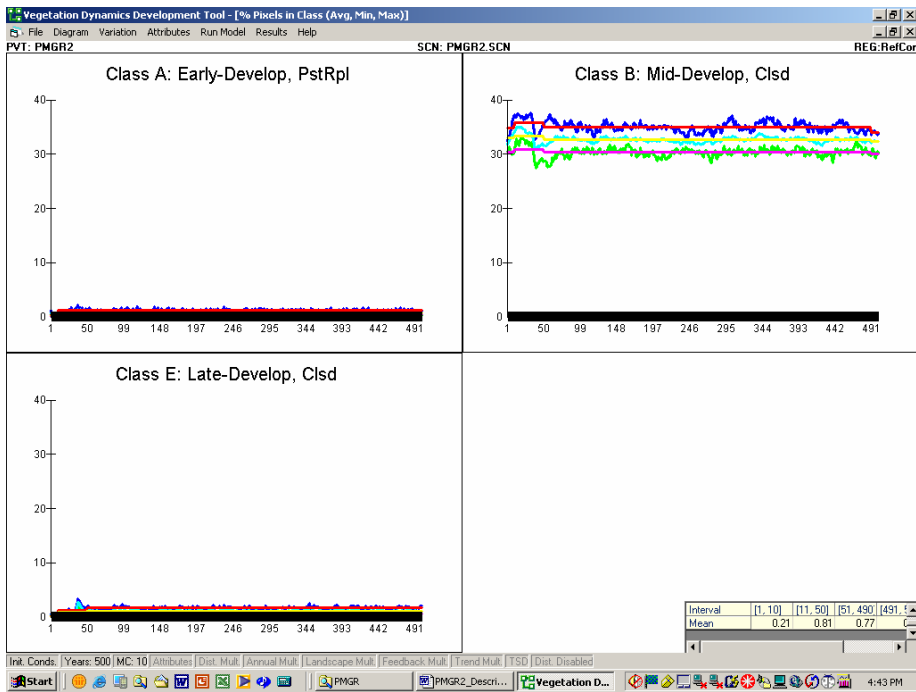 Vegetation Dynamics Development Tool - [% Pixels in Class (Avg, Min, Max)]
File Diagram Variation Attributes Run Model Results Help
PVT: PMGR2 SCN: PMGR2.SCN REG:RefCon
Class A: Early-Develop, PstRpl
40
30
20
10
0
1 50 99 148 197 246 295 344 393 442 491
Class B: Mid-Develop, Clsd
40
30
20
10
0
1 50 99 148 197 246 295 344 393 442 491
Class E: Late-Develop, Clsd
40
30
20
10
0
1 50 99 148 197 246 295 344 393 442 491
Interval [1, 10] [11, 50] [51, 490] [491,
Mean 0.21 0.81 0.77
Init. Conds. Years: 500 MC: 10 Attributes Dist. Mult Annual Mult Landscape Mult Feedback Mult Trend Mult TSD Dist. Disabled
Start PMGR PMGR2_Descri... Vegetation D... 4:43 PM